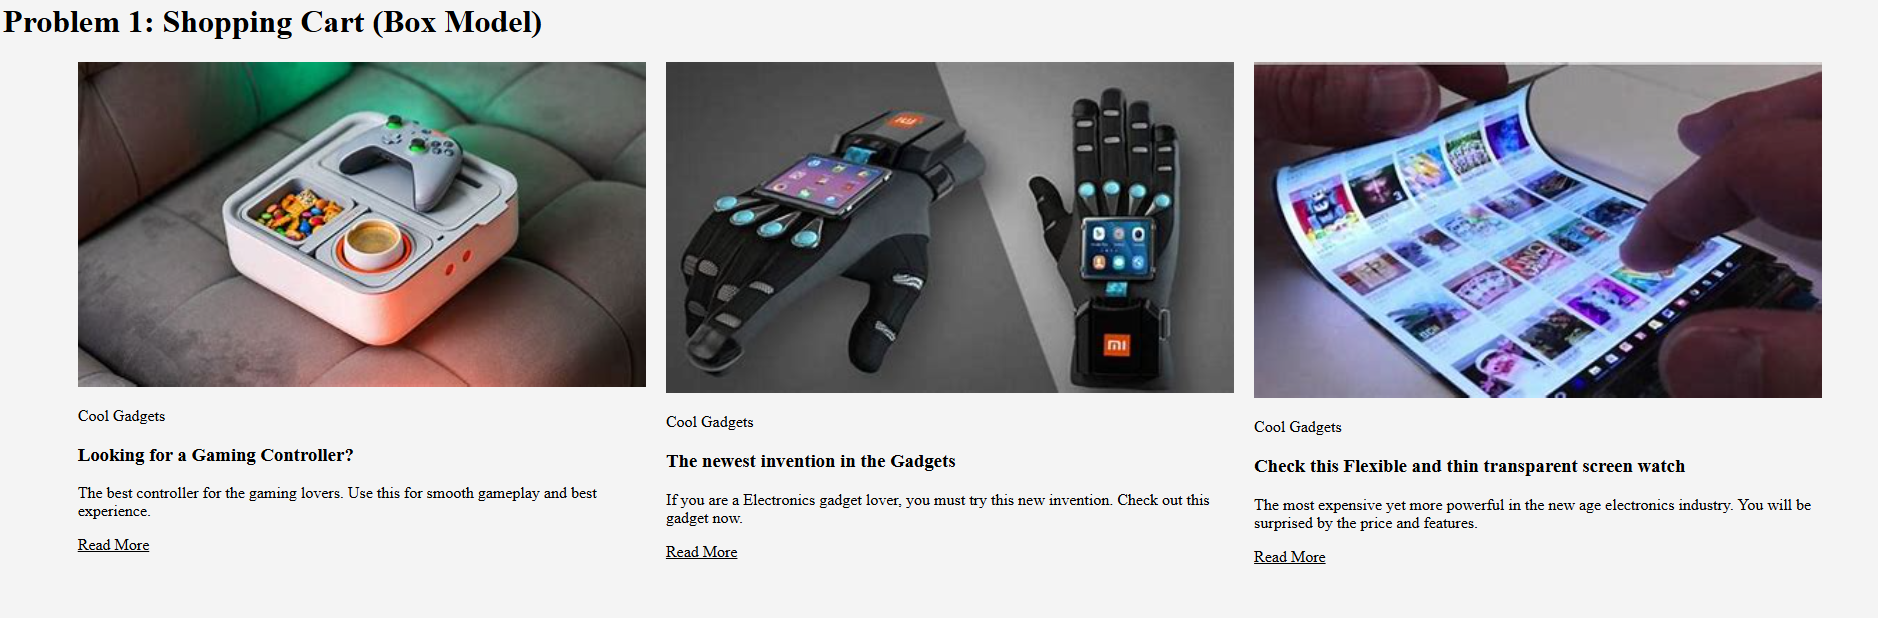 Problem 1: Shopping Cart (Box Model)
Cool Gadgets
Looking for a Gaming Controller?
The best controller for the gaming lovers. Use this for smooth gameplay and best
experience.
Read More
Cool Gadgets
The newest invention in the Gadgets
If you are a Electronics gadget lover, you must try this new invention. Check out this
gadget now.
Read More
Cool Gadgets
Check this Flexible and thin transparent screen watch
The most expensive yet more powerful in the new age electronics industry. You will be
surprised by the price and features.
Read More